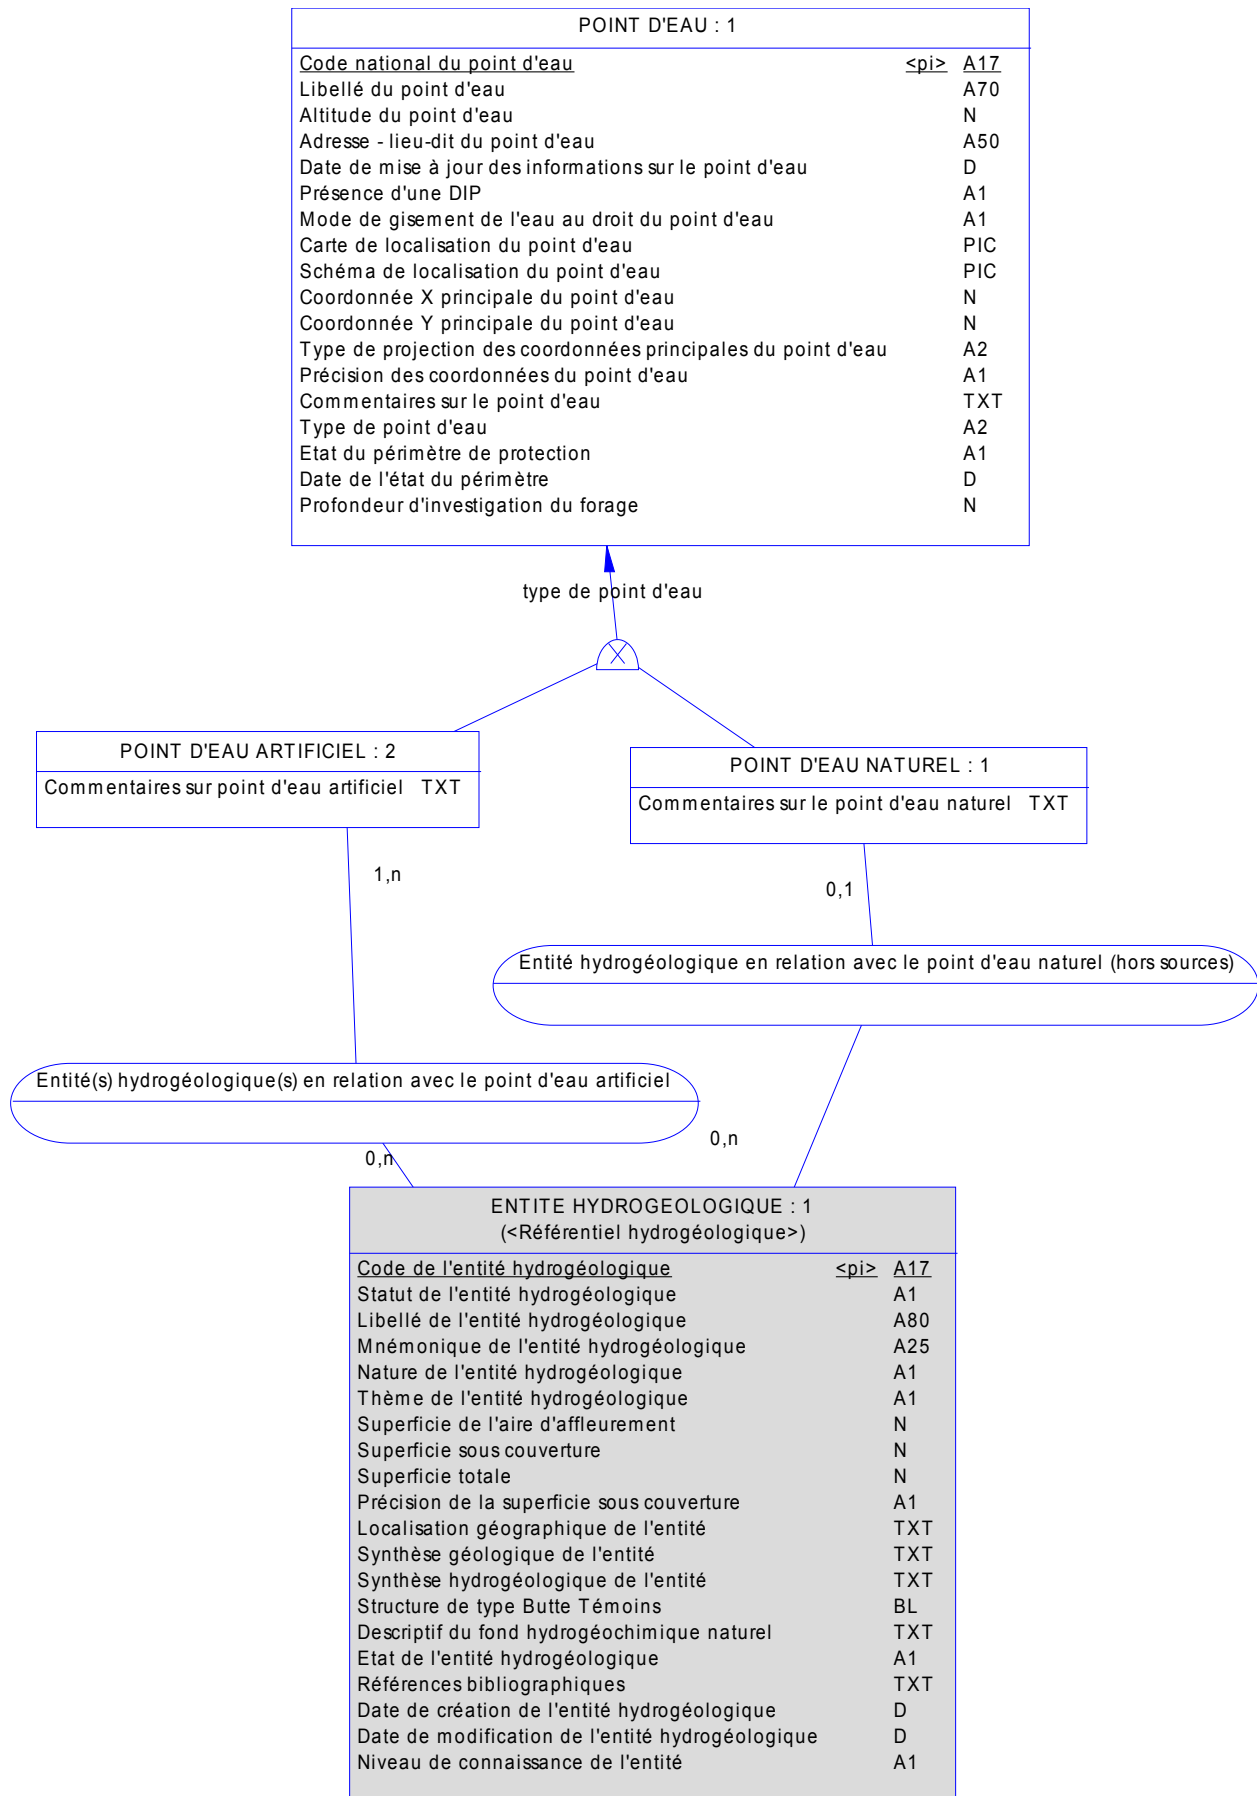 POINT D'EAU : 1
Code national du point d'eau <pi> A17
Libellé du point d'eau A70
Altitude du point d'eau N
Adresse - lieu-dit du point d'eau A50
Date de mise à jour des informations sur le point d'eau D
Présence d'une DIP A1
Mode de gisement de l'eau au droit du point d'eau A1
Carte de localisation du point d'eau PIC
Schéma de localisation du point d'eau PIC
Coordonnée X principale du point d'eau N
Coordonnée Y principale du point d'eau N
Type de projection des coordonnées principales du point d'eau A2
Précision des coordonnées du point d'eau A1
Commentaires sur le point d'eau TXT
Type de point d'eau A2
Etat du périmètre de protection A1
Date de l'état du périmètre D
Profondeur d'investigation du forage N
type de point d'eau
POINT D'EAU ARTIFICIEL : 2
Commentaires sur point d'eau artificiel TXT
POINT D'EAU NATUREL : 1
Commentaires sur le point d'eau naturel TXT
1,n
0,1
Entité hydrogéologique en relation avec le point d'eau naturel (hors sources)
Entité(s) hydrogéologique(s) en relation avec le point d'eau artificiel
0,n
0,n
ENTITE HYDROGEOLOGIQUE : 1
(<Référentiel hydrogéologique>)
Code de l'entité hydrogéologique <pi> A17
Statut de l'entité hydrogéologique A1
Libellé de l'entité hydrogéologique A80
Mnémonique de l'entité hydrogéologique A25
Nature de l'entité hydrogéologique A1
Thème de l'entité hydrogéologique A1
Superficie de l'aire d'affleurement N
Superficie sous couverture N
Superficie totale N
Précision de la superficie sous couverture A1
Localisation géographique de l'entité TXT
Synthèse géologique de l'entité TXT
Synthèse hydrogéologique de l'entité TXT
Structure de type Butte Témoins BL
Descriptif du fond hydrogéochimique naturel TXT
Etat de l'entité hydrogéologique A1
Références bibliographiques TXT
Date de création de l'entité hydrogéologique D
Date de modification de l'entité hydrogéologique D
Niveau de connaissance de l'entité A1